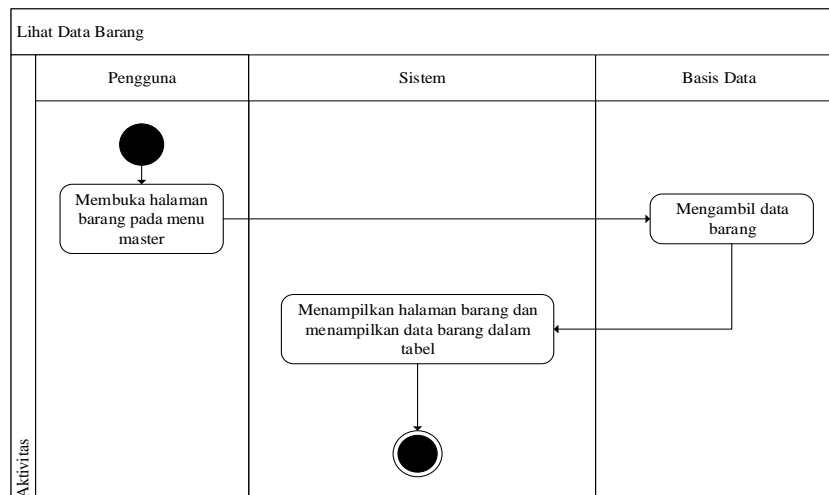 Lihat Data Barang
Pengguna
Sistem
Basis Data
Membuka halaman
barang pada menu
master
Mengambil data
barang
Menampilkan halaman barang dan
menampilkan data barang dalam
tabel
Aktivitas